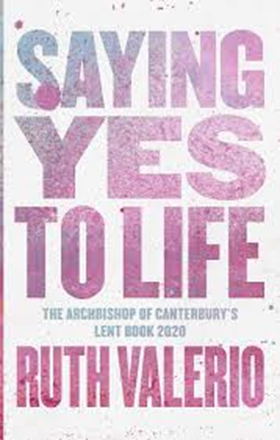 SAYING
YES
TO LIFE
THE ARCHBISHOP OF CANTERBURY'S
LENT BOOK 2020
RUTH VALERIO